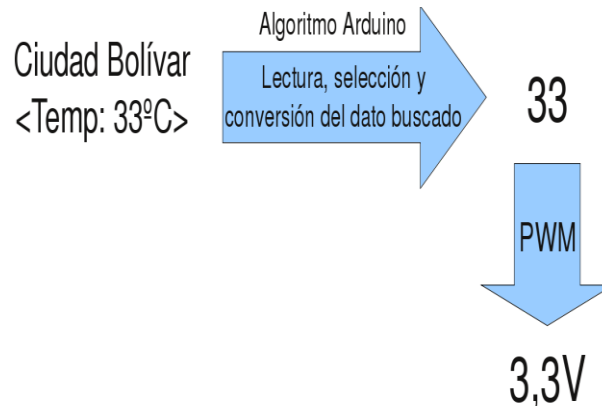 Ciudad Bolívar
<Temp: 33ºC>
Algoritmo Arduino
Lectura, selección y
conversión del dato buscado
33
PWM
3,3V